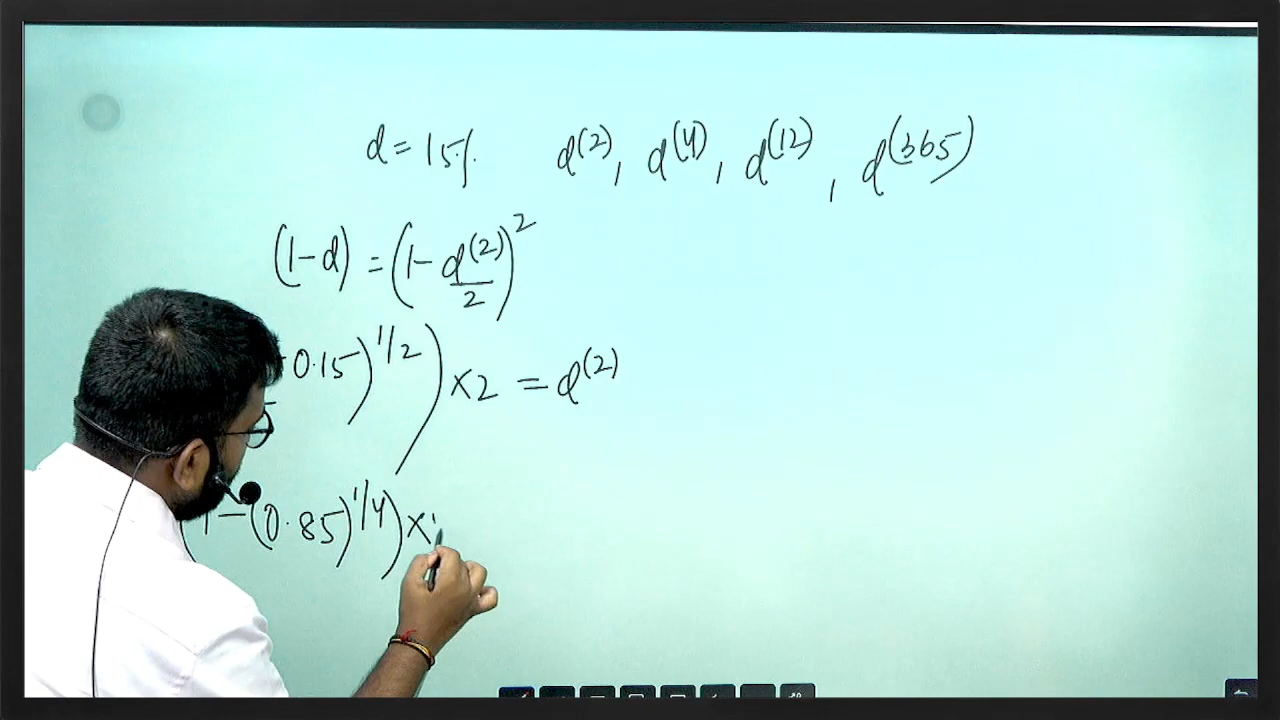 d = 15% d^(2), d^(4), d^(12), d^(365)
(1-d) = (1 - d^(2)/2)^2
0.15)^1/2) ×2 = d^(2)
1 - (0.85)^1/4) ×